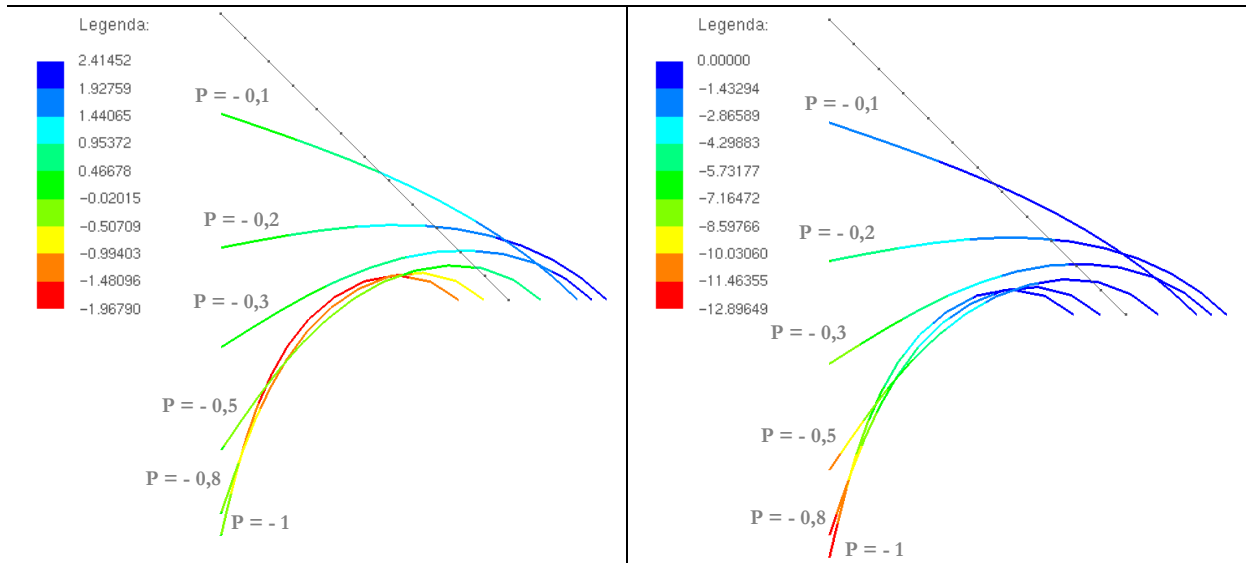 Legenda:
2.41452
1.92759
1.44065
0.95372
0.46678
-0.02015
-0.50709
-0.99403
-1.48096
-1.96790
P = - 0,1
P = - 0,2
P = - 0,3
P = - 0,5
P = - 0,8
P = - 1
Legenda:
0.00000
-1.43294
-2.86589
-4.29883
-5.73177
-7.16472
-8.59766
-10.03060
-11.46355
-12.89649
P = - 0,1
P = - 0,2
P = - 0,3
P = - 0,5
P = - 0,8
P = - 1